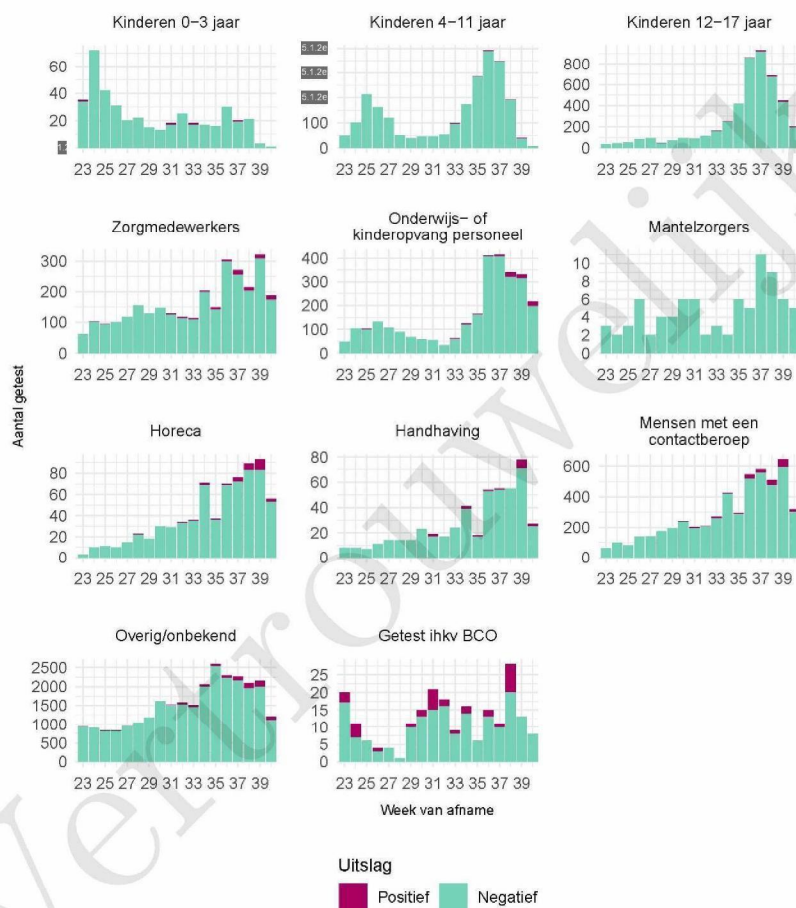 Kinderen 0−3 jaar
60
40
20
23 25 27 29 31 33 35 37 39
Kinderen 4−11 jaar
5.1.2e
5.1.2e
5.1.2e
100
0
23 25 27 29 31 33 35 37 39
Kinderen 12−17 jaar
800
600
400
200
0
23 25 27 29 31 33 35 37 39
Zorgmedewerkers
300
200
100
0
23 25 27 29 31 33 35 37 39
Onderwijs− of
kinderopvang personeel
400
300
200
100
0
23 25 27 29 31 33 35 37 39
Mantelzorgers
10
8
6
4
2
0
23 25 27 29 31 33 35 37 39
Aantal getest
Horeca
80
60
40
20
0
23 25 27 29 31 33 35 37 39
Handhaving
80
60
40
20
0
23 25 27 29 31 33 35 37 39
Mensen met een
contactberoep
600
400
200
0
23 25 27 29 31 33 35 37 39
Overig/onbekend
2500
2000
1500
1000
500
0
23 25 27 29 31 33 35 37 39
Getest ihkv BCO
25
20
15
10
5
0
23 25 27 29 31 33 35 37 39
Week van afname
Uitslag
Positief
Negatief
Vertrouwelijk